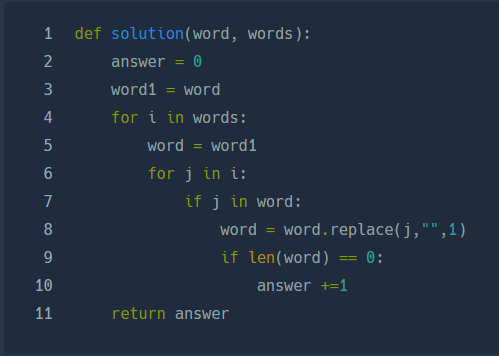 1 def solution(word, words):
2     answer = 0
3     word1 = word
4     for i in words:
5         word = word1
6         for j in i:
7             if j in word:
8                 word = word.replace(j,"",1)
9                 if len(word) == 0:
10                     answer +=1
11     return answer